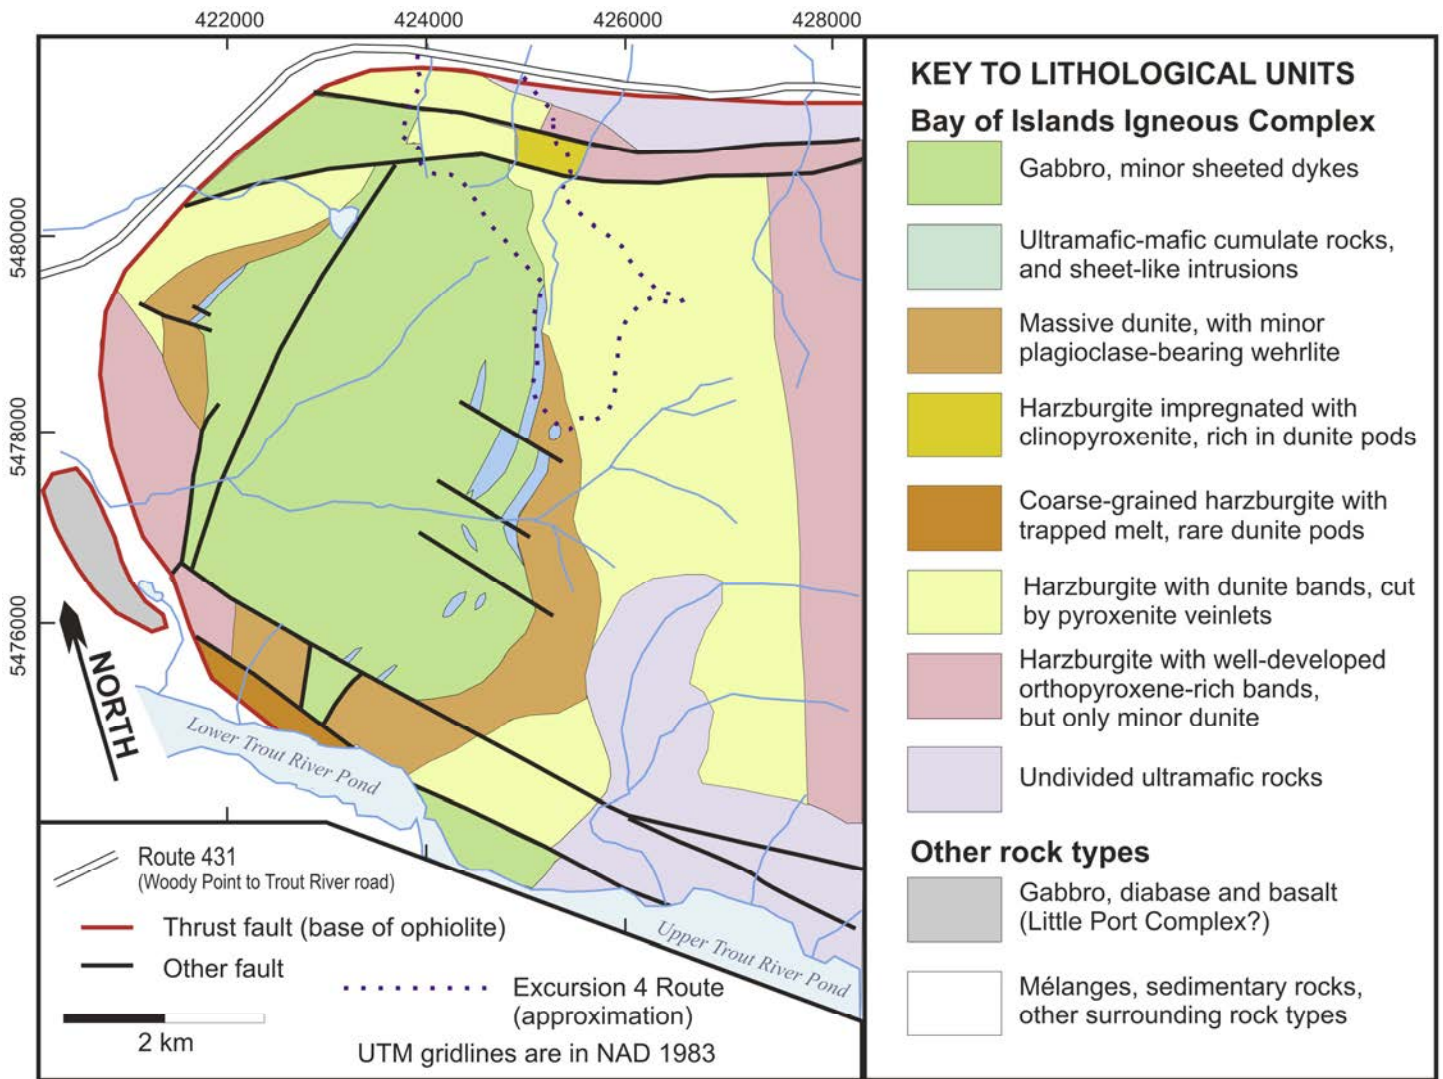 422000
424000
426000
428000
5480000
5478000
5476000
NORTH
Lower Trout River Pond
Upper Trout River Pond
Route 431
(Woody Point to Trout River road)
Thrust fault (base of ophiolite)
Other fault
Excursion 4 Route
(approximation)
2 km
UTM gridlines are in NAD 1983
KEY TO LITHOLOGICAL UNITS
Bay of Islands Igneous Complex
Gabbro, minor sheeted dykes
Ultramafic-mafic cumulate rocks,
and sheet-like intrusions
Massive dunite, with minor
plagioclase-bearing wehrlite
Harzburgite impregnated with
clinopyroxenite, rich in dunite pods
Coarse-grained harzburgite with
trapped melt, rare dunite pods
Harzburgite with dunite bands, cut
by pyroxenite veinlets
Harzburgite with well-developed
orthopyroxene-rich bands,
but only minor dunite
Undivided ultramafic rocks
Other rock types
Gabbro, diabase and basalt
(Little Port Complex?)
Mélanges, sedimentary rocks,
other surrounding rock types